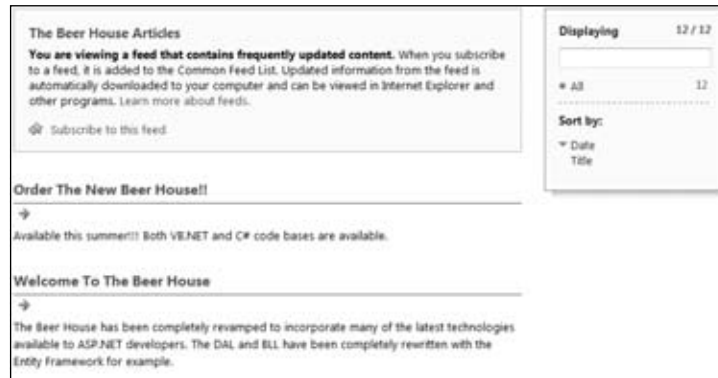 The Beer House Articles
You are viewing a feed that contains frequently updated content. When you subscribe
to a feed, it is added to the Common Feed List. Updated information from the feed is
automatically downloaded to your computer and can be viewed in Internet Explorer and
other programs. Learn more about feeds.
Subscribe to this feed
Order The New Beer House!!
Available this summer!!! Both VB.NET and C# code bases are available.
Welcome To The Beer House
The Beer House has been completely revamped to incorporate many of the latest technologies
available to ASP.NET developers. The DAL and BLL have been completely rewritten with the
Entity Framework for example.
Displaying 12 / 12
All 12
Sort by:
Date
Title